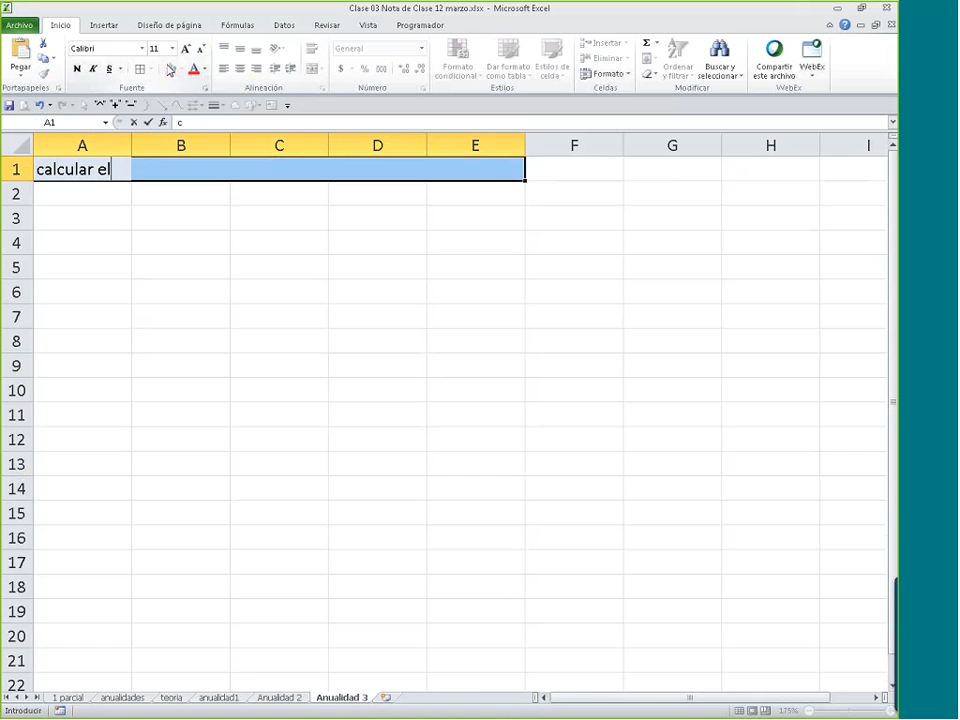 Clase 03 Nota de Clase 12 marzo.xlsx - Microsoft Excel
Archivo Inicio Insertar Diseño de página Fórmulas Datos Revisar Vista Programador
Calibri 11 General
Pegar
N K S
$ % 000
Formato condicional
Dar formato como tabla
Estilos de celda
Insertar
Eliminar
Formato
Σ
Ordenar y filtrar
Buscar y seleccionar
Compartir este archivo
WebEx
Portapapeles Fuente Alineación Número Estilos Celdas Modificar WebEx
A1 fx c
A B C D E F G H I
1 calcular el
2
3
4
5
6
7
8
9
10
11
12
13
14
15
16
17
18
19
20
21
22
1 parcial anualidades teoria anualidad1 Anualidad 2 Anualidad 3
Introducir 175%